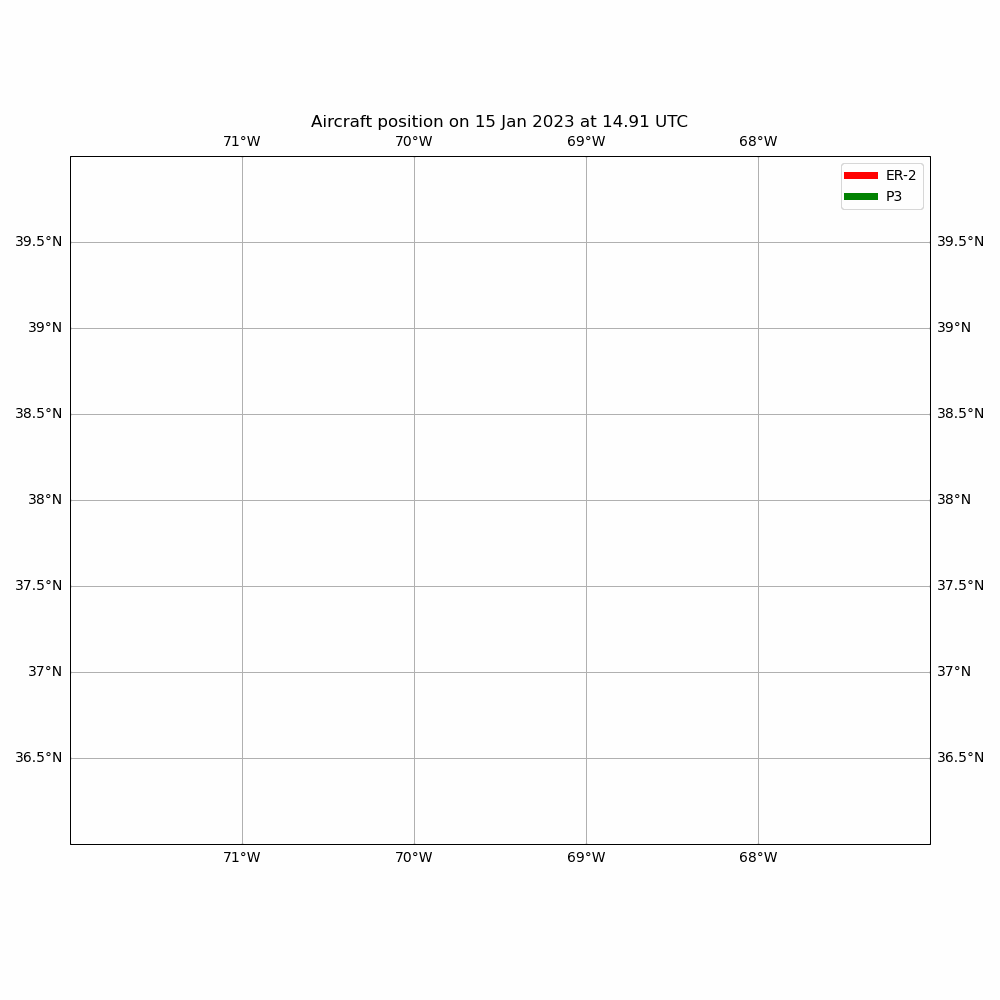 Aircraft position on 15 Jan 2023 at 14.91 UTC
71°W 70°W 69°W 68°W
ER-2
P3
39.5°N 39.5°N
39°N 39°N
38.5°N 38.5°N
38°N 38°N
37.5°N 37.5°N
37°N 37°N
36.5°N 36.5°N
71°W 70°W 69°W 68°W